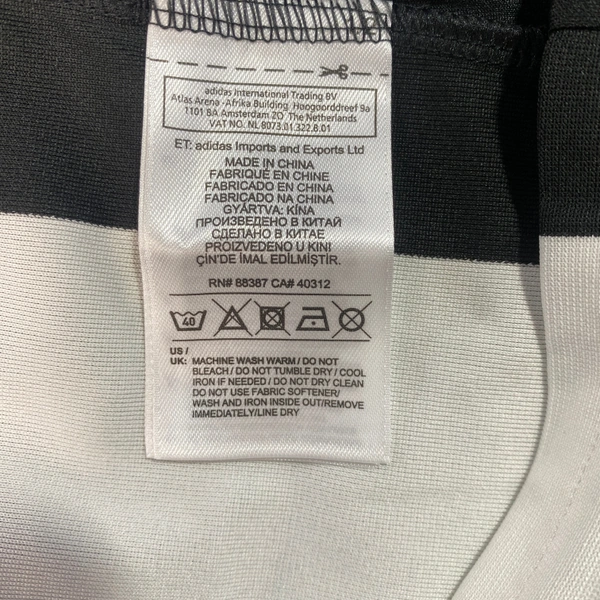 adidas International Trading BV
Atlas Arena -Afrika Building Hoogoorddreef 9a
1101 BA Amsterdam ZO The Netherlands
VAT NO. NL 8073.01.322.B.01
ET: adidas Imports and Exports Ltd
MADE IN CHINA
FABRIQUÉ EN CHINE
FABRICADO EN CHINA
FABRICADO NA CHINA
GYÁRTVA: KÍNA
ПРОИЗВЕДЕНО В КИТАЙ
СДЕЛАНО В КИТАЕ
PROIZVEDENO U KINI
ÇİN'DE İMAL EDİLMİŞTİR.
RN# 88387 CA# 40312
40
US /
UK: MACHINE WASH WARM / DO NOT
BLEACH / DO NOT TUMBLE DRY / COOL
IRON IF NEEDED / DO NOT DRY CLEAN
DO NOT USE FABRIC SOFTENER/
WASH AND IRON INSIDE OUT/REMOVE
IMMEDIATELY/LINE DRY